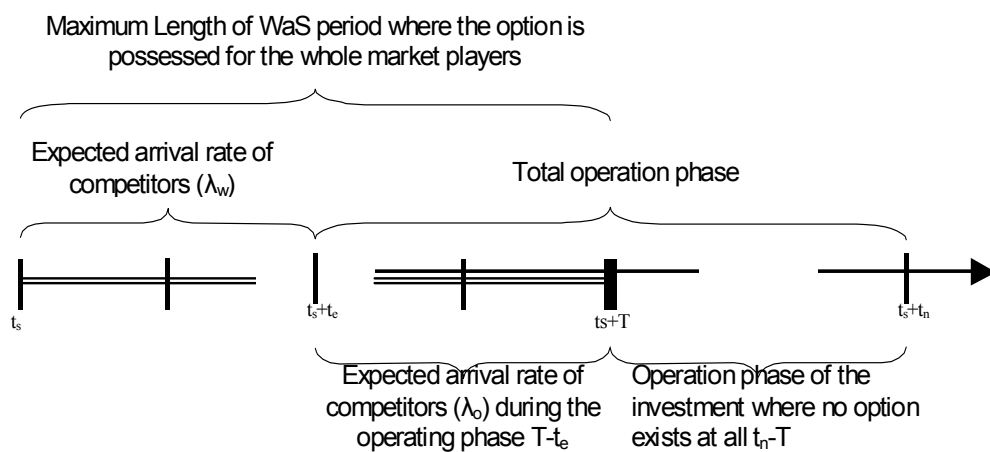 Maximum Length of WaS period where the option is
possessed for the whole market players
Expected arrival rate of
competitors (λw)
Total operation phase
ts
ts+te
ts+T
ts+tn
Expected arrival rate of
competitors (λo) during the
operating phase T-te
Operation phase of the
investment where no option
exists at all tn-T